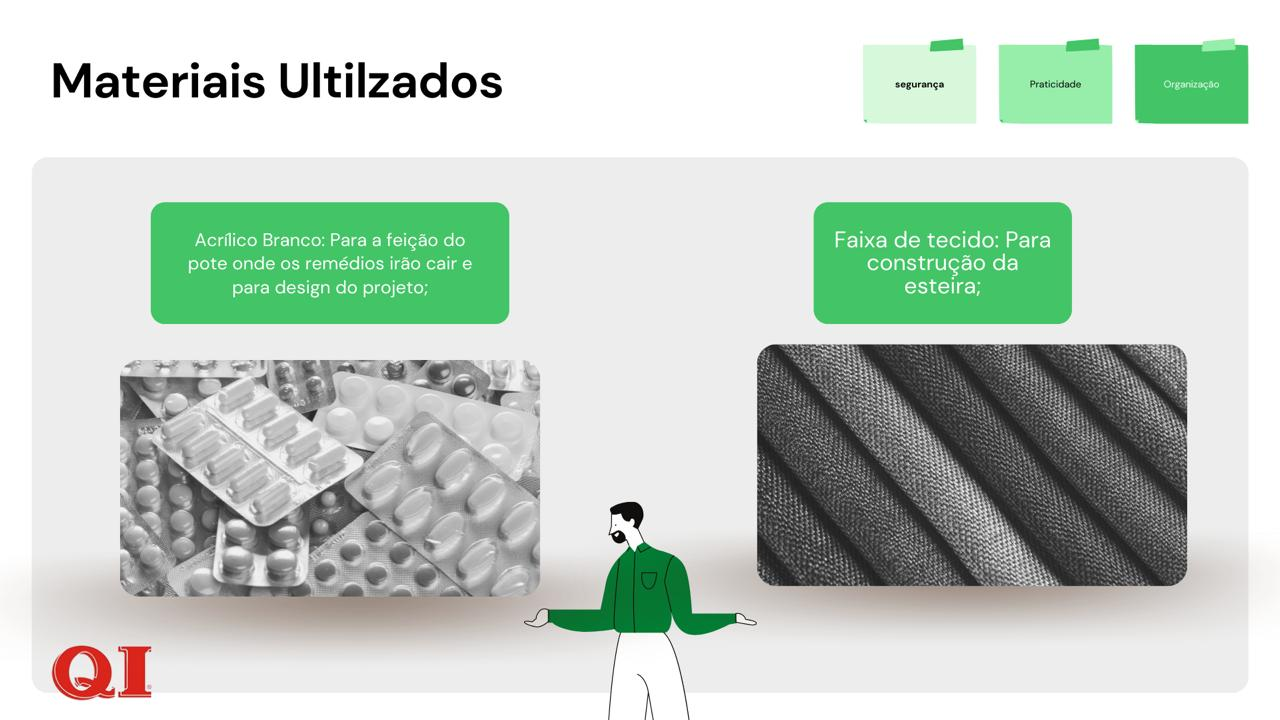 Materiais Ultilzados
segurança
Praticidade
Organização
Acrílico Branco: Para a feição do
pote onde os remédios irão cair e
para design do projeto;
Faixa de tecido: Para
construção da
esteira;
QI